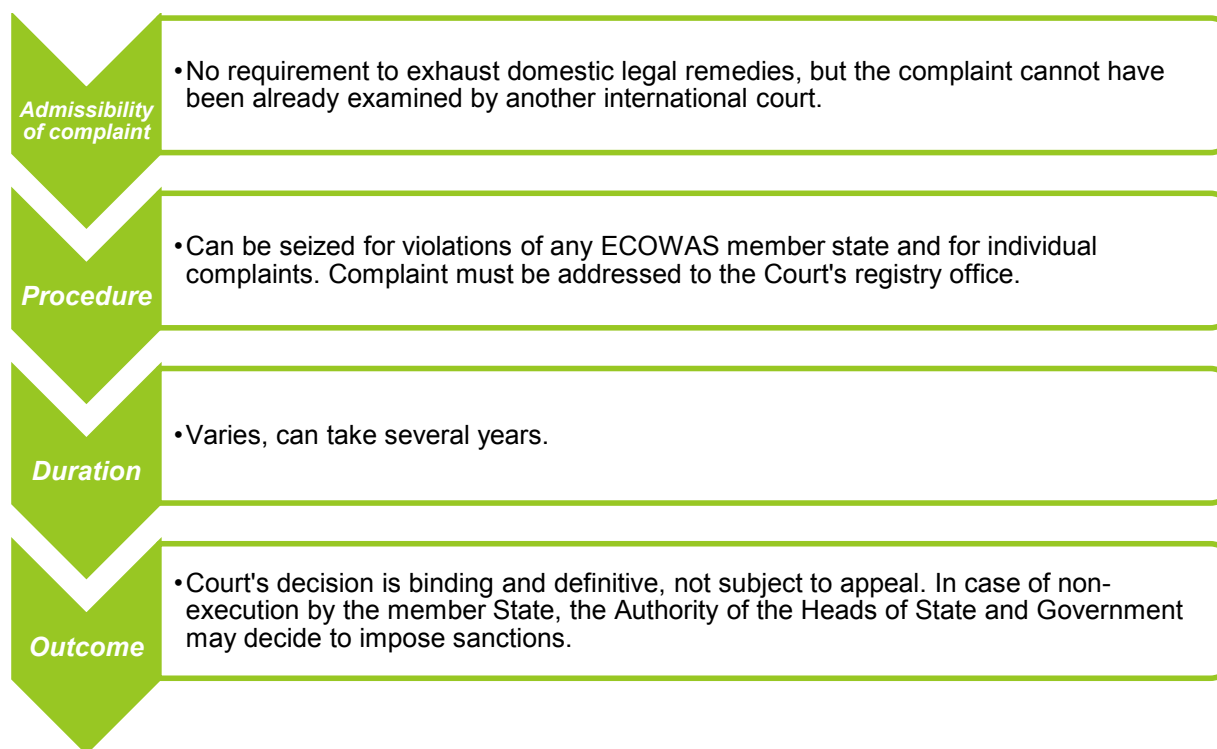 Admissibility
of complaint
•No requirement to exhaust domestic legal remedies, but the complaint cannot have
been already examined by another international court.
Procedure
•Can be seized for violations of any ECOWAS member state and for individual
complaints. Complaint must be addressed to the Court's registry office.
Duration
•Varies, can take several years.
Outcome
•Court's decision is binding and definitive, not subject to appeal. In case of non-
execution by the member State, the Authority of the Heads of State and Government
may decide to impose sanctions.